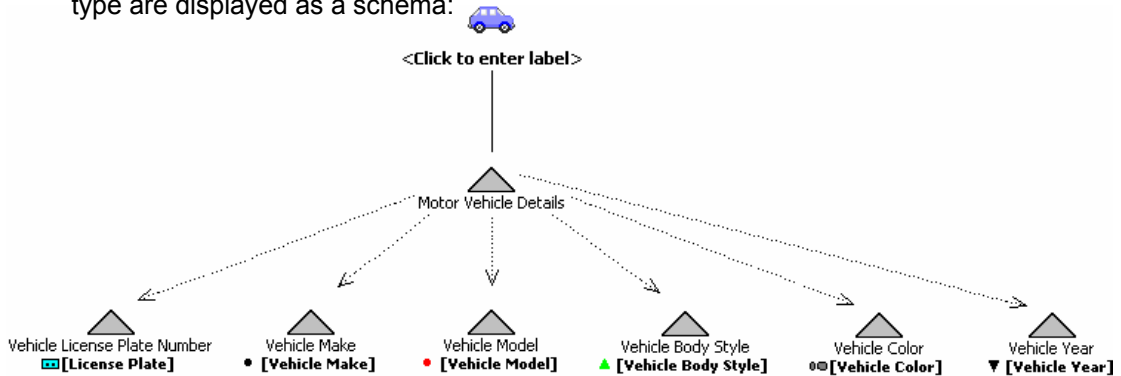 type are displayed as a schema:
<Click to enter label>
Motor Vehicle Details
Vehicle License Plate Number Vehicle Make Vehicle Model Vehicle Body Style Vehicle Color Vehicle Year
[License Plate] [Vehicle Make] [Vehicle Model] [Vehicle Body Style] [Vehicle Color] [Vehicle Year]